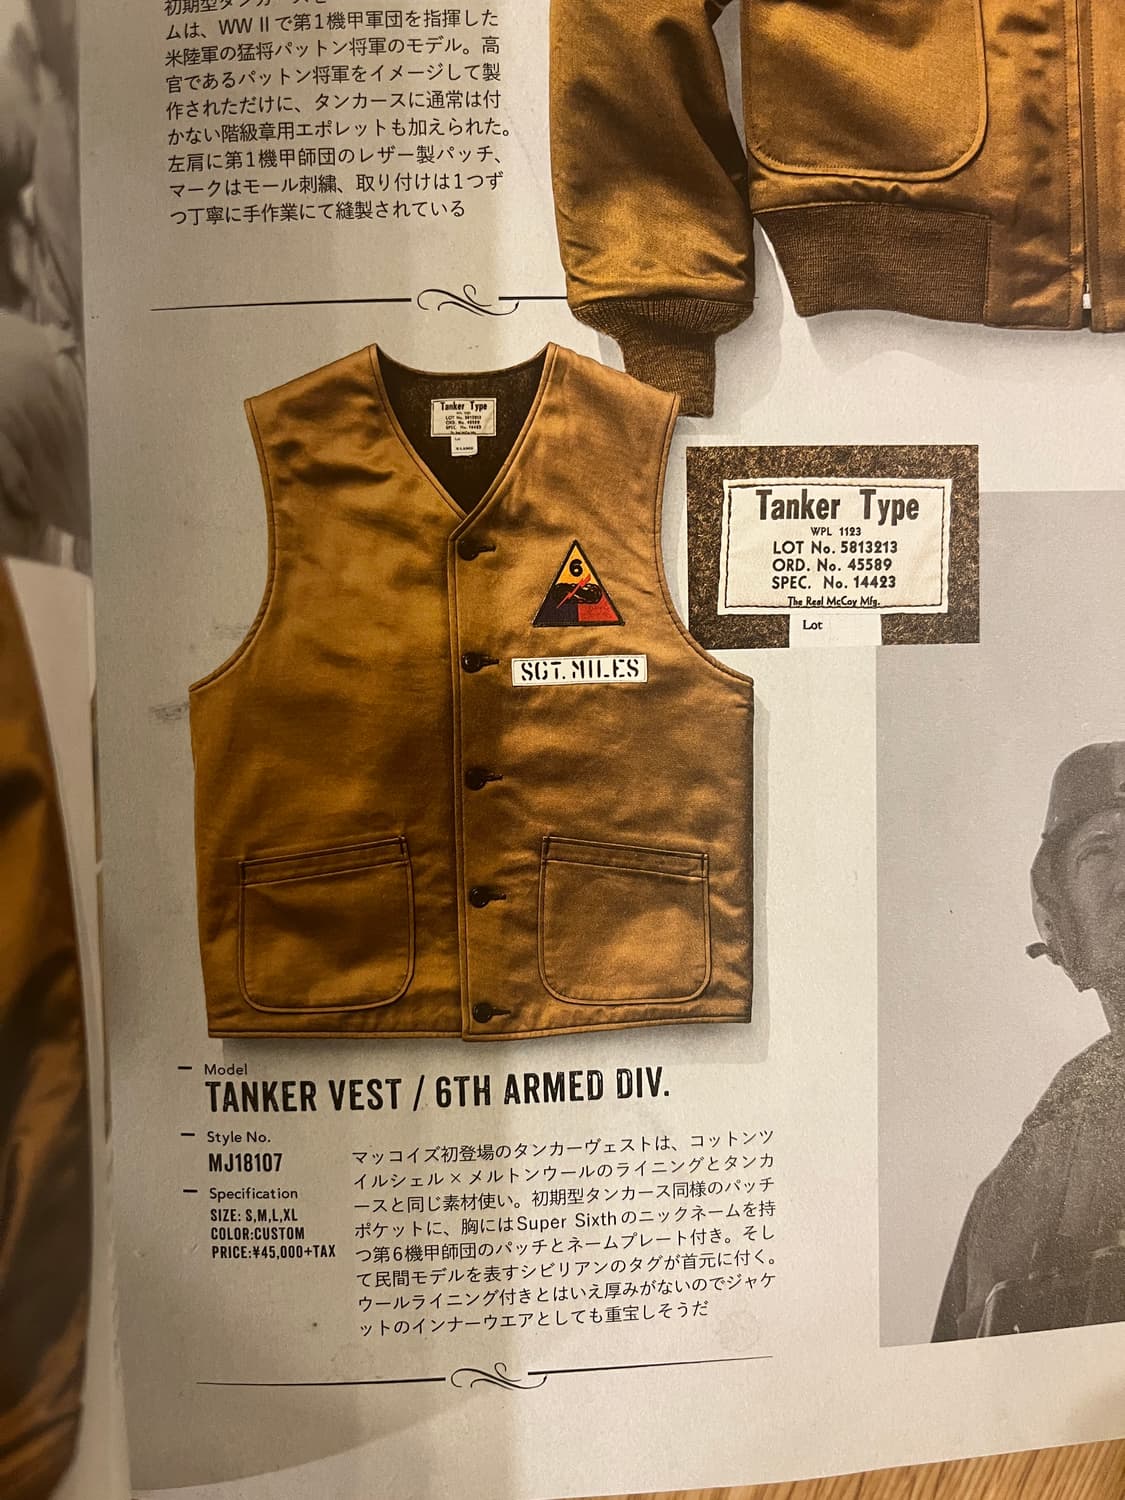 ムは、WWⅡで第1機甲軍団を指揮した
米陸軍の猛将パットン将軍のモデル。高
官であるパットン将軍をイメージして製
作されただけに、タンカースに通常は付
かない階級章用エポレットも加えられた。
左肩に第1機甲師団のレザー製パッチ、
マークはモール刺繍、取り付けは1つず
つ丁寧に手作業にて縫製されている
Tanker Type
WPL 1123
LOT No. 5813213
ORD. No. 45589
SPEC. No. 14423
The Real McCoy Mfg.
Lot
X-LARGE
6
SGT. MILES
Tanker Type
WPL 1123
LOT No. 5813213
ORD. No. 45589
SPEC. No. 14423
The Real McCoy Mfg.
Lot
Model
TANKER VEST / 6TH ARMED DIV.
Style No.
MJ18107
Specification
SIZE: S,M,L,XL
COLOR:CUSTOM
PRICE:¥45,000+TAX
マッコイズ初登場のタンカーヴェストは、コットンツ
イルシェル×メルトンウールのライニングとタンカ
ースと同じ素材使い。初期型タンカース同様のパッチ
ポケットに、胸にはSuper Sixthのニックネームを持
つ第6機甲師団のパッチとネームプレート付き。そし
て民間モデルを表すシビリアンのタグが首元に付く。
ウールライニング付きとはいえ厚みがないのでジャケ
ットのインナーウエアとしても重宝しそうだ